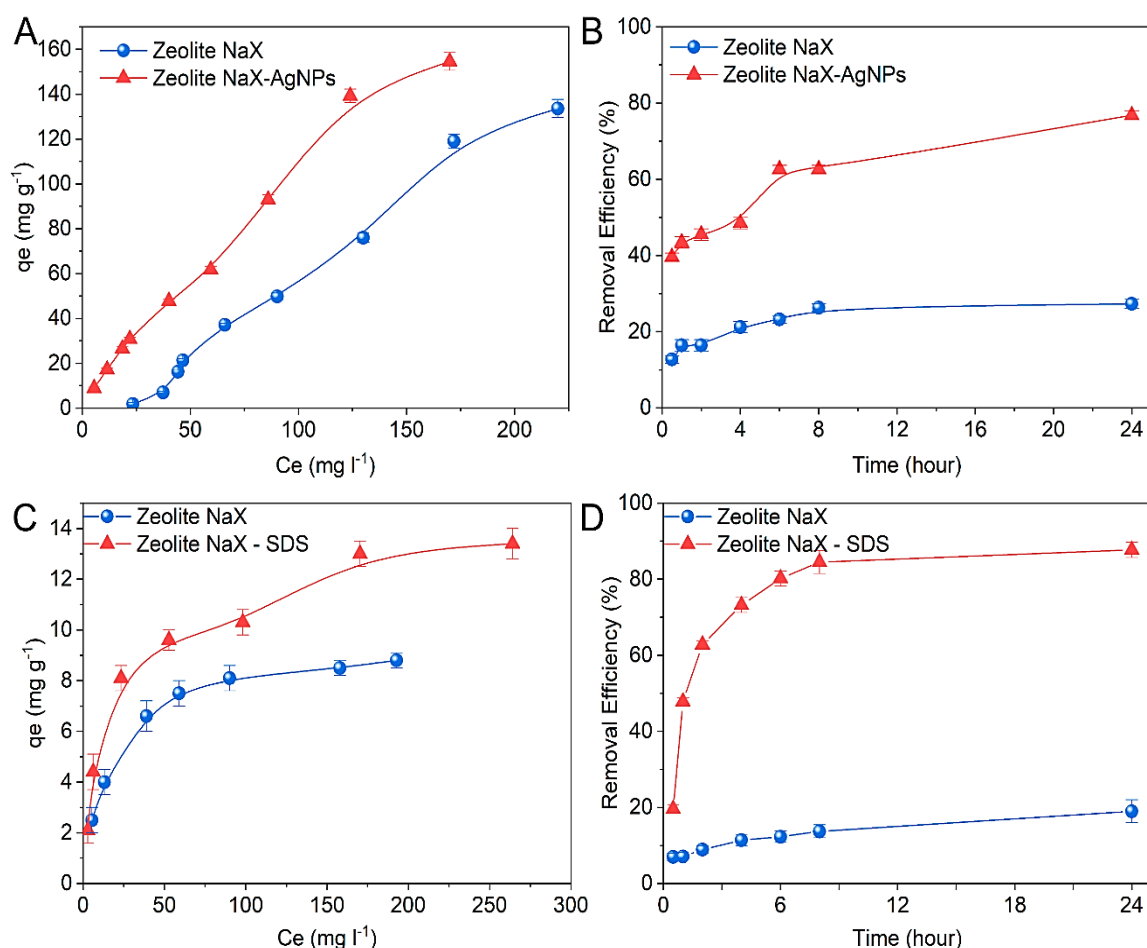 A
Zeolite NaX
Zeolite NaX-AgNPs
qe (mg g⁻¹)
160
140
120
100
80
60
40
20
0
0 50 100 150 200
Ce (mg l⁻¹)
B
Zeolite NaX
Zeolite NaX-AgNPs
Removal Efficiency (%)
100
80
60
40
20
0
0 4 8 12 16 20 24
Time (hour)
C
Zeolite NaX
Zeolite NaX - SDS
qe (mg g⁻¹)
14
12
10
8
6
4
2
0
0 50 100 150 200 250 300
Ce (mg l⁻¹)
D
Zeolite NaX
Zeolite NaX - SDS
Removal Efficiency (%)
100
80
60
40
20
0
0 6 12 18 24
Time (hour)